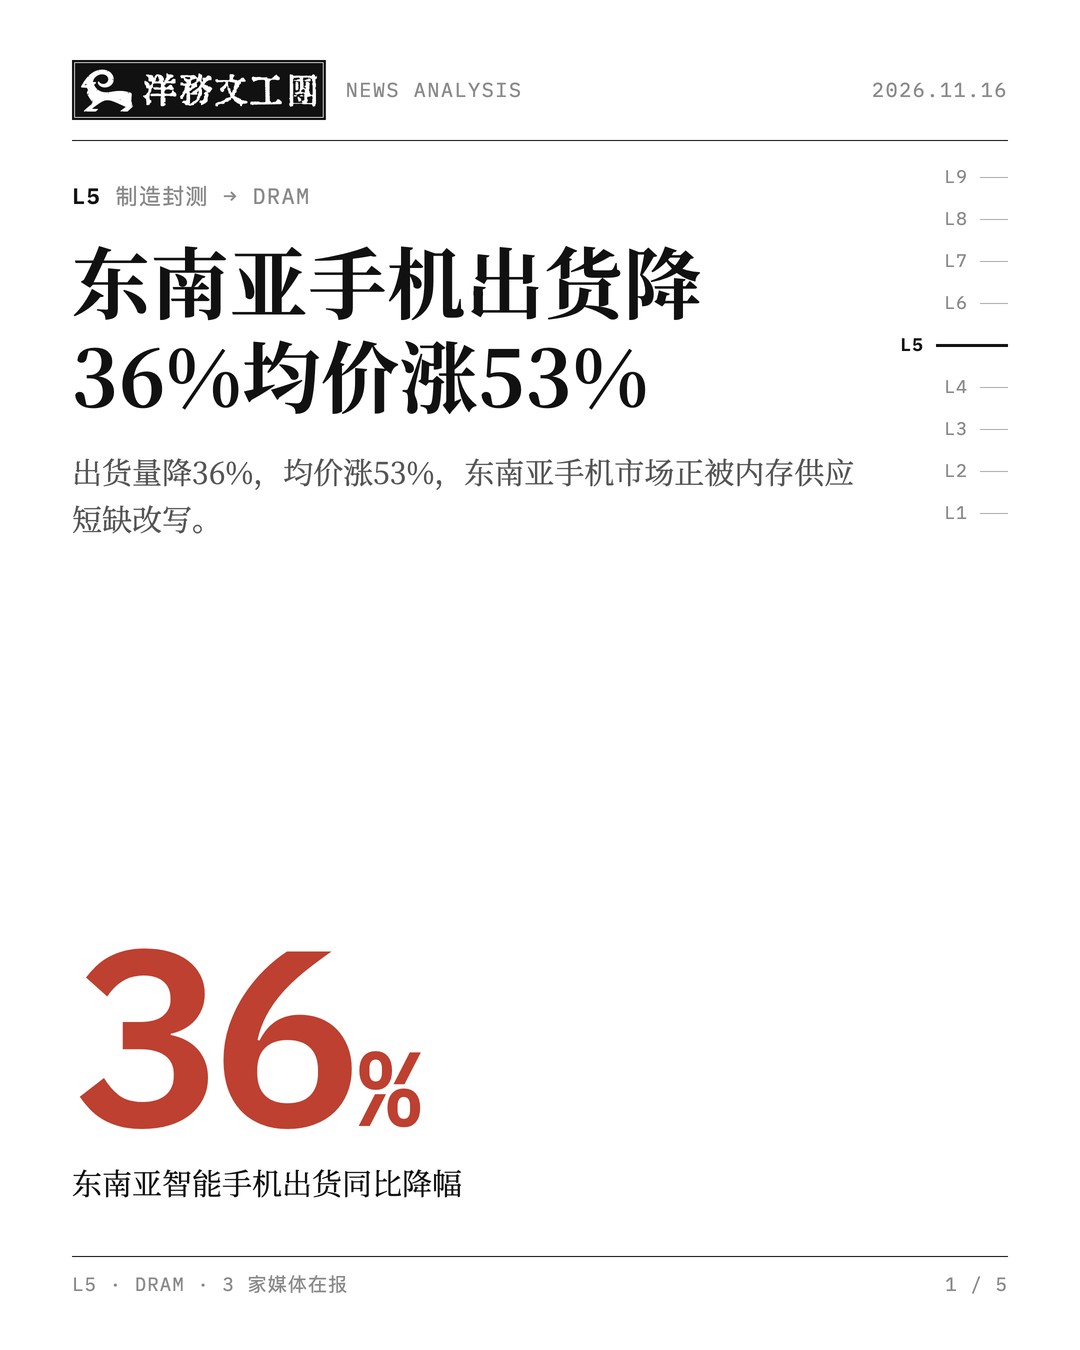 洋務文工團 NEWS ANALYSIS 2026.11.16
L5 制造封测 → DRAM
东南亚手机出货降
36%均价涨53%
出货量降36%，均价涨53%，东南亚手机市场正被内存供应
短缺改写。
L9
L8
L7
L6
L5
L4
L3
L2
L1
36%
东南亚智能手机出货同比降幅
L5 · DRAM · 3 家媒体在报 1 / 5